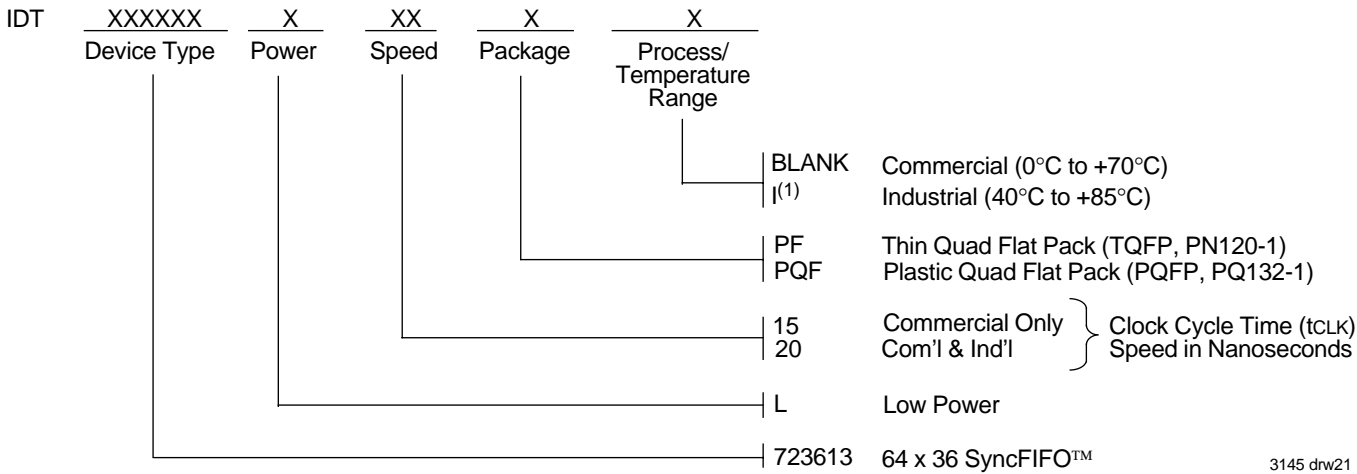 IDT XXXXXX X XX X X
Device Type Power Speed Package Process/
Temperature
Range
BLANK Commercial (0°C to +70°C)
I(1) Industrial (40°C to +85°C)
PF Thin Quad Flat Pack (TQFP, PN120-1)
PQF Plastic Quad Flat Pack (PQFP, PQ132-1)
15 Commercial Only Clock Cycle Time (tCLK)
20 Com'l & Ind'l Speed in Nanoseconds
L Low Power
723613 64 x 36 SyncFIFO™
3145 drw21